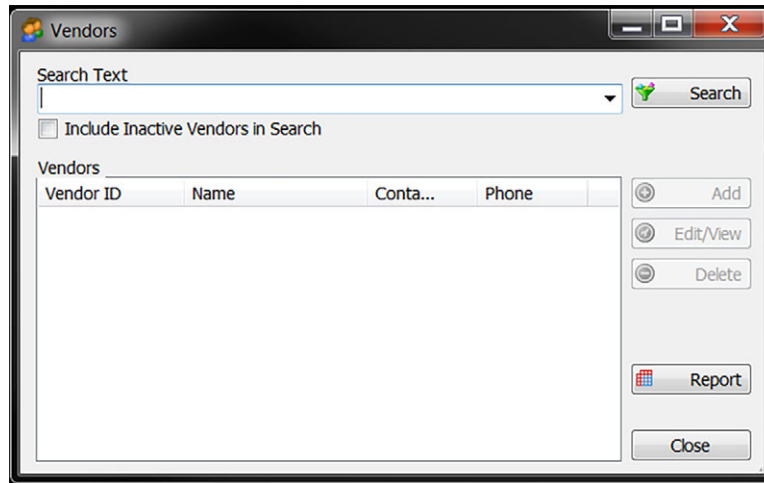 Vendors
Search Text
Search
Include Inactive Vendors in Search
Vendors
Vendor ID Name Conta... Phone
Add
Edit/View
Delete
Report
Close